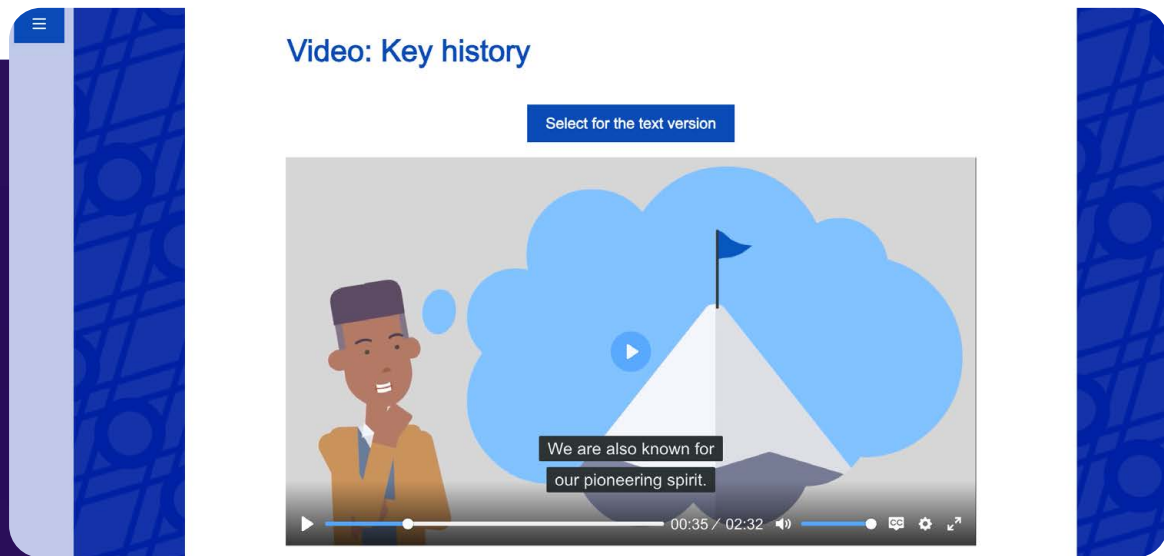 Video: Key history
Select for the text version
We are also known for
our pioneering spirit.
00:35 / 02:32
CC